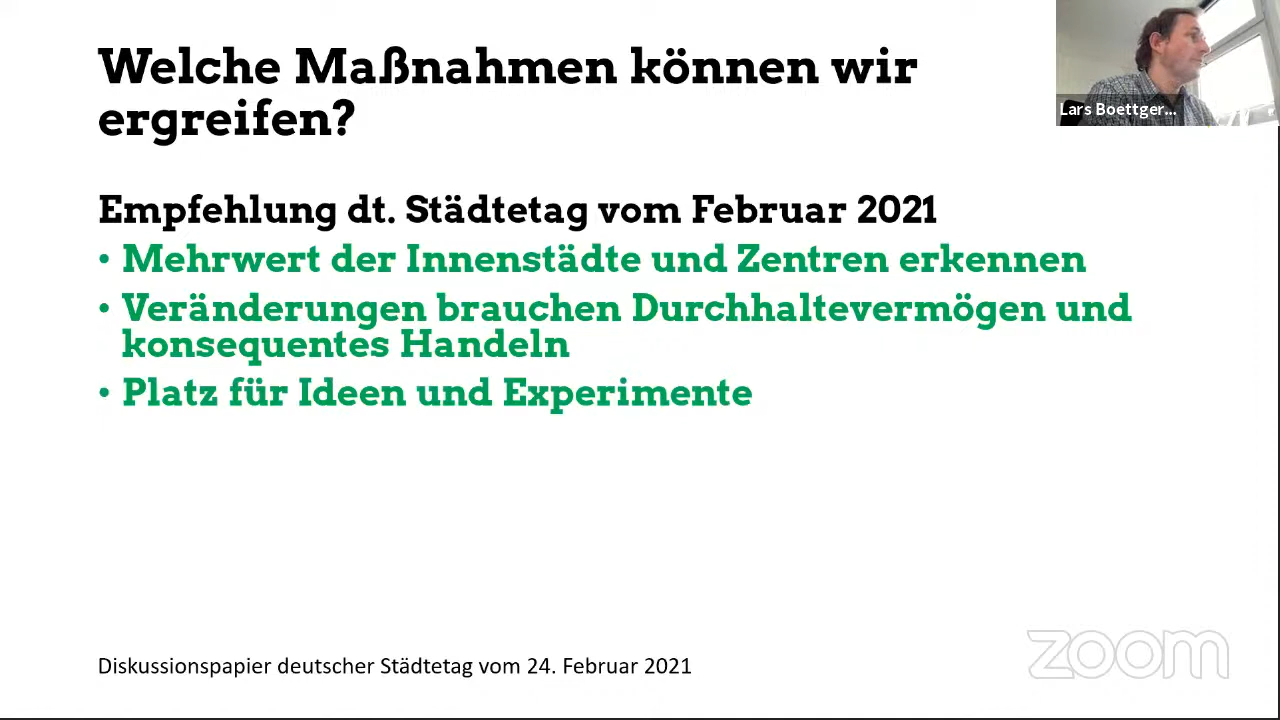 Welche Maßnahmen können wir
ergreifen?
Lars Boettger...
Empfehlung dt. Städtetag vom Februar 2021
• Mehrwert der Innenstädte und Zentren erkennen
• Veränderungen brauchen Durchhaltevermögen und
konsequentes Handeln
• Platz für Ideen und Experimente
Diskussionspapier deutscher Städtetag vom 24. Februar 2021
zoom